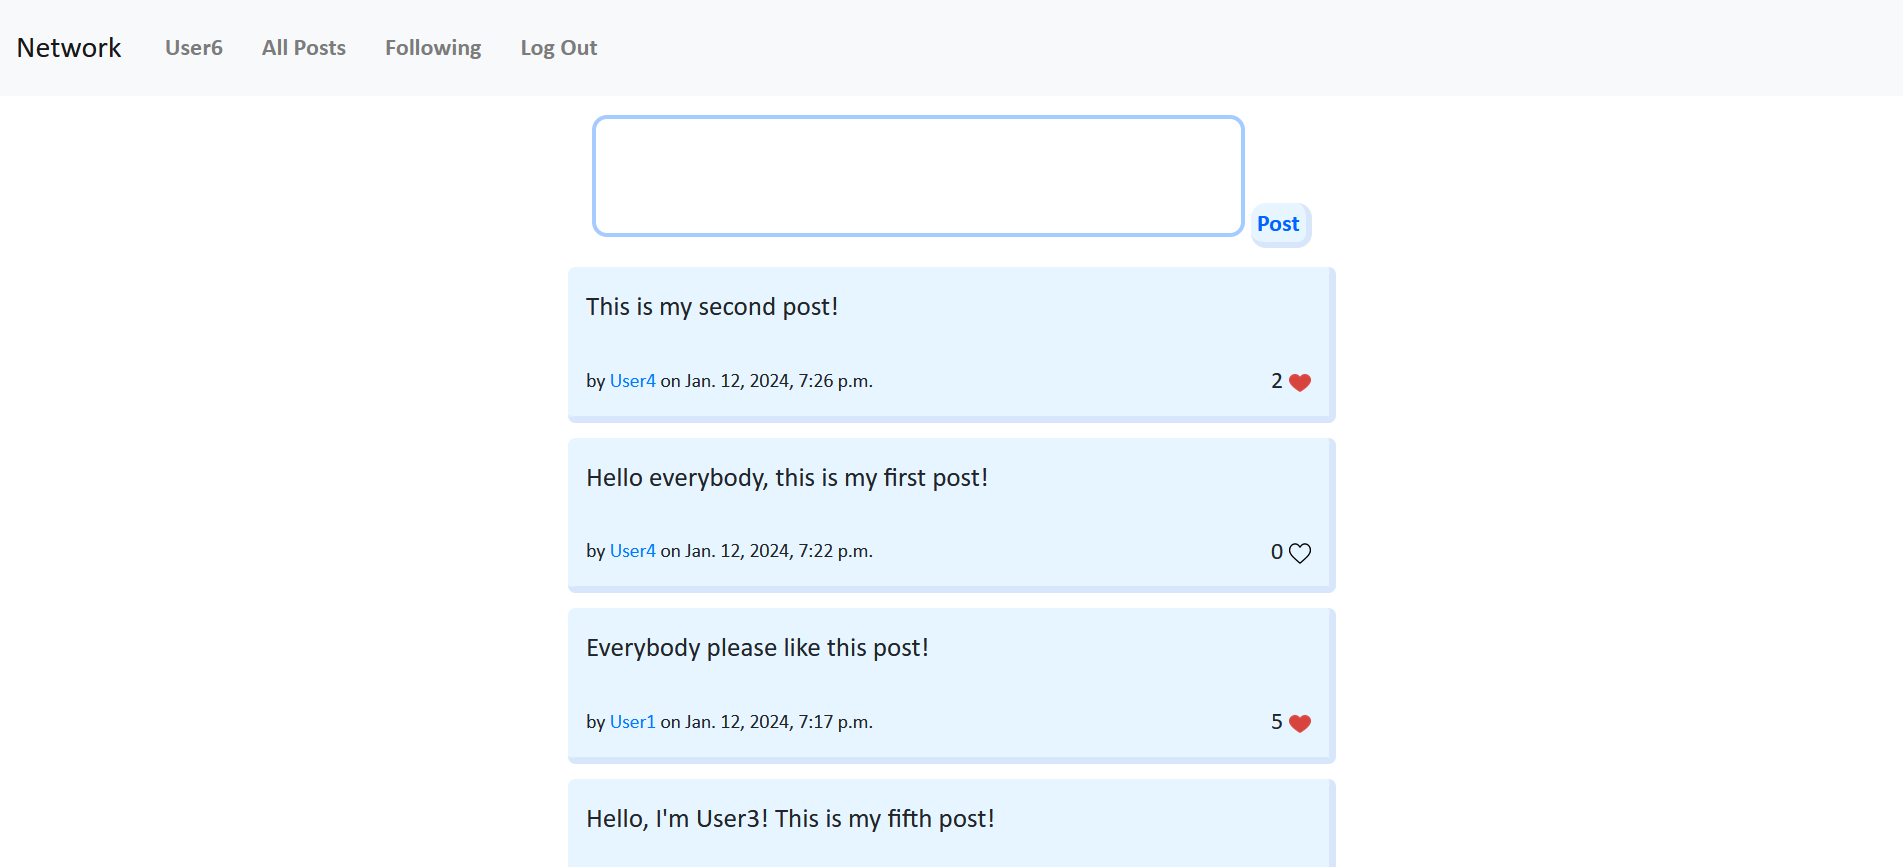 Network User6 All Posts Following Log Out
Post
This is my second post!
by User4 on Jan. 12, 2024, 7:26 p.m. 2
Hello everybody, this is my first post!
by User4 on Jan. 12, 2024, 7:22 p.m. 0
Everybody please like this post!
by User1 on Jan. 12, 2024, 7:17 p.m. 5
Hello, I'm User3! This is my fifth post!